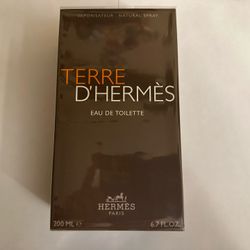 VAPORISATEUR - NATURAL SPRAY
TERRE
D'HERMÈS
EAU DE TOILETTE
HERMÈS
PARIS
200 ML ℮
6.7 FL.OZ